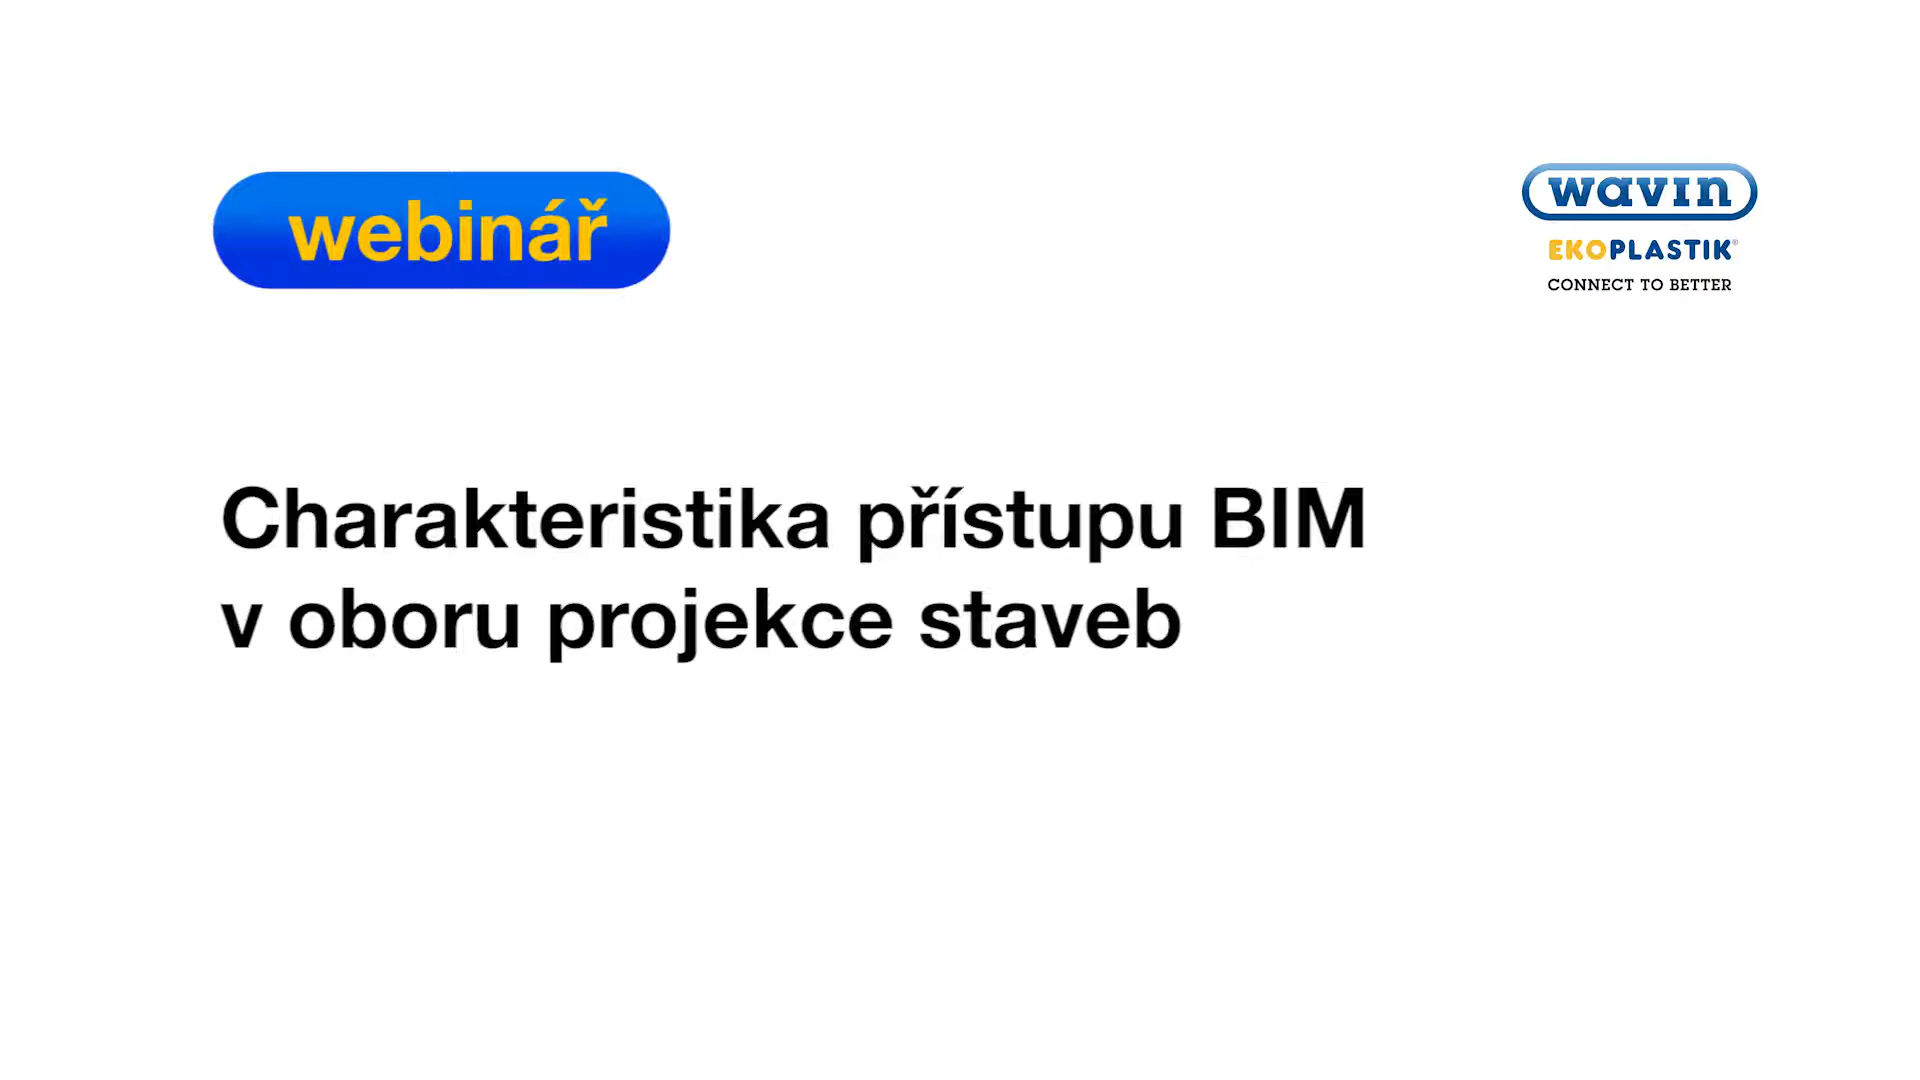 webinář
wavin
EKOPLASTIK®
CONNECT TO BETTER
Charakteristika přístupu BIM
v oboru projekce staveb